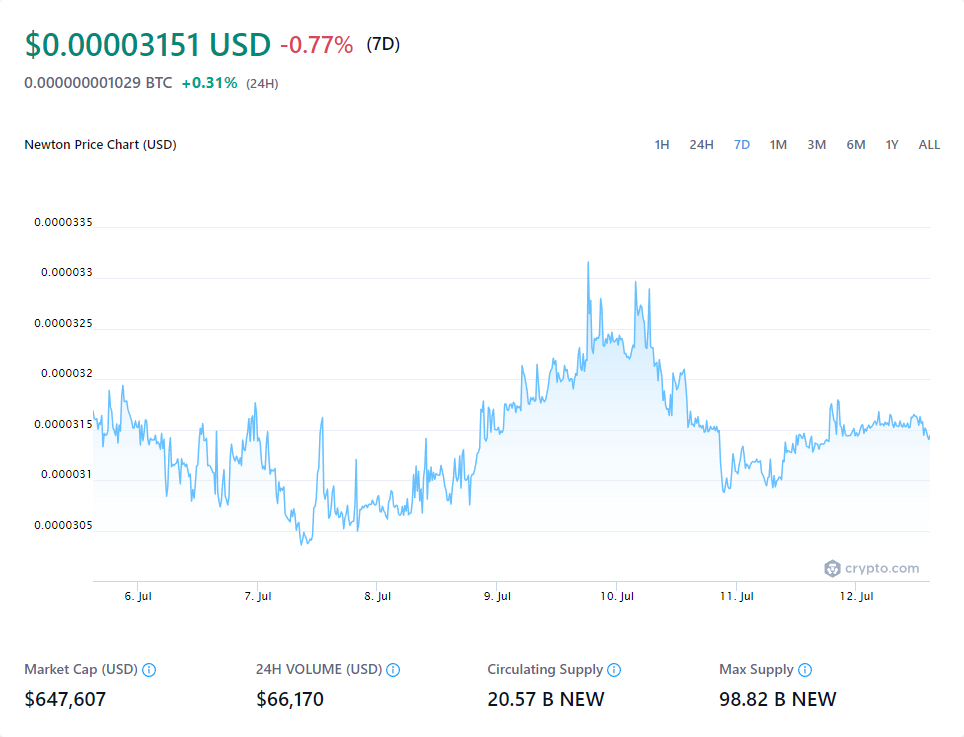 $0.00003151 USD -0.77% (7D)
0.000000001029 BTC +0.31% (24H)
Newton Price Chart (USD) 1H 24H 7D 1M 3M 6M 1Y ALL
0.0000335
0.000033
0.0000325
0.000032
0.0000315
0.000031
0.0000305
crypto.com
6. Jul 7. Jul 8. Jul 9. Jul 10. Jul 11. Jul 12. Jul
Market Cap (USD) 24H VOLUME (USD) Circulating Supply Max Supply
$647,607 $66,170 20.57 B NEW 98.82 B NEW